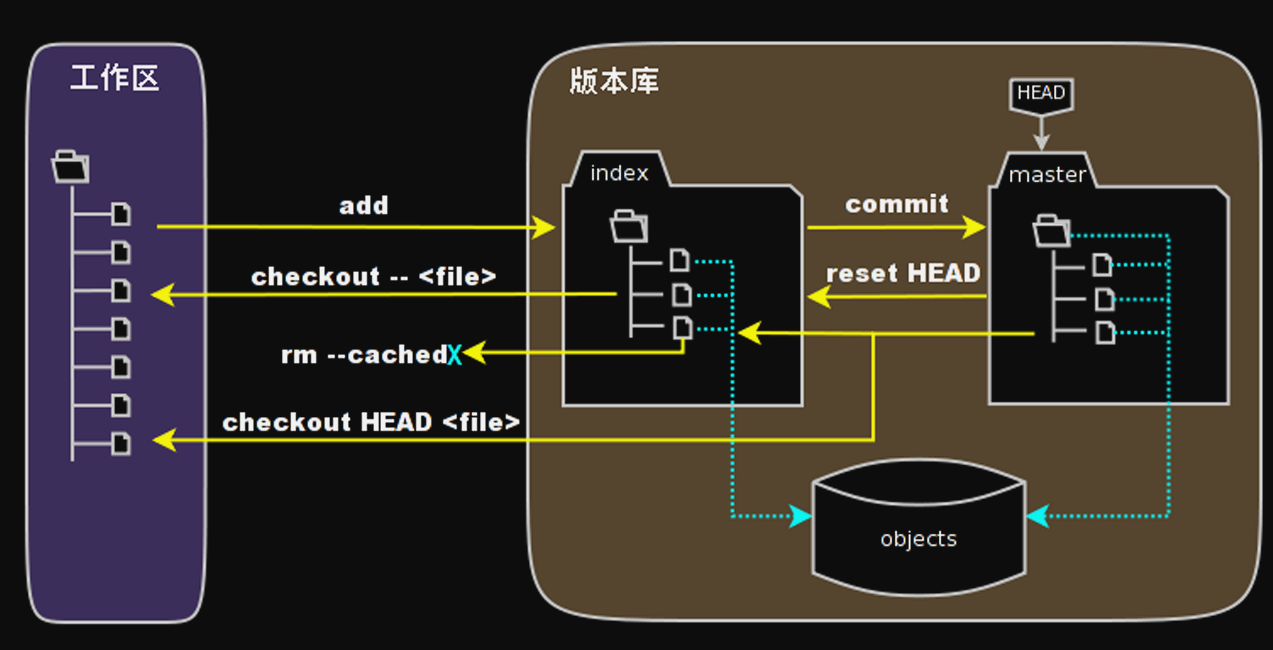 工作区
版本库
HEAD
index
master
add
commit
checkout -- <file>
reset HEAD
rm --cachedX
checkout HEAD <file>
objects